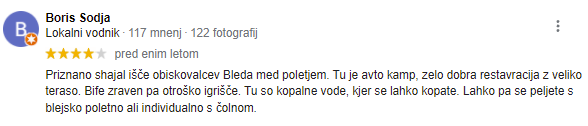 B
Boris Sodja
Lokalni vodnik · 117 mnenj · 122 fotografij
pred enim letom
Priznano shajal išče obiskovalcev Bleda med poletjem. Tu je avto kamp, zelo dobra restavracija z veliko
teraso. Bife zraven pa otroško igrišče. Tu so kopalne vode, kjer se lahko kopate. Lahko pa se peljete s
blejsko poletno ali individualno s čolnom.